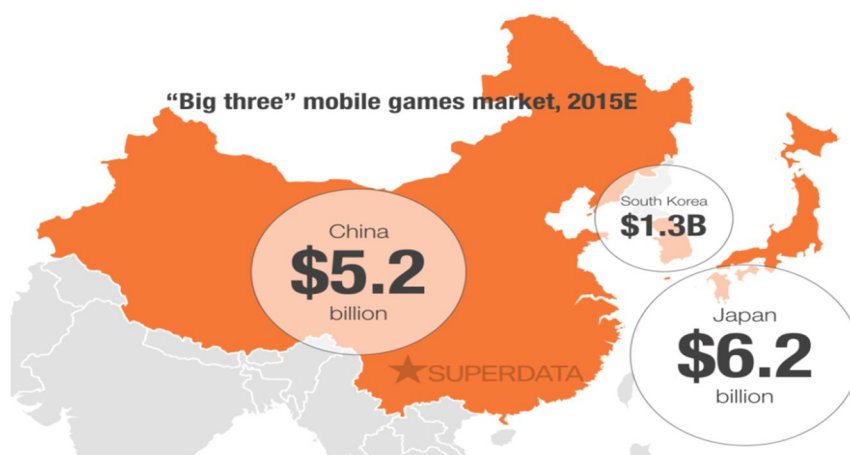 “Big three” mobile games market, 2015E
South Korea
$1.3B
China
$5.2
billion
Japan
$6.2
billion
SUPERDATA